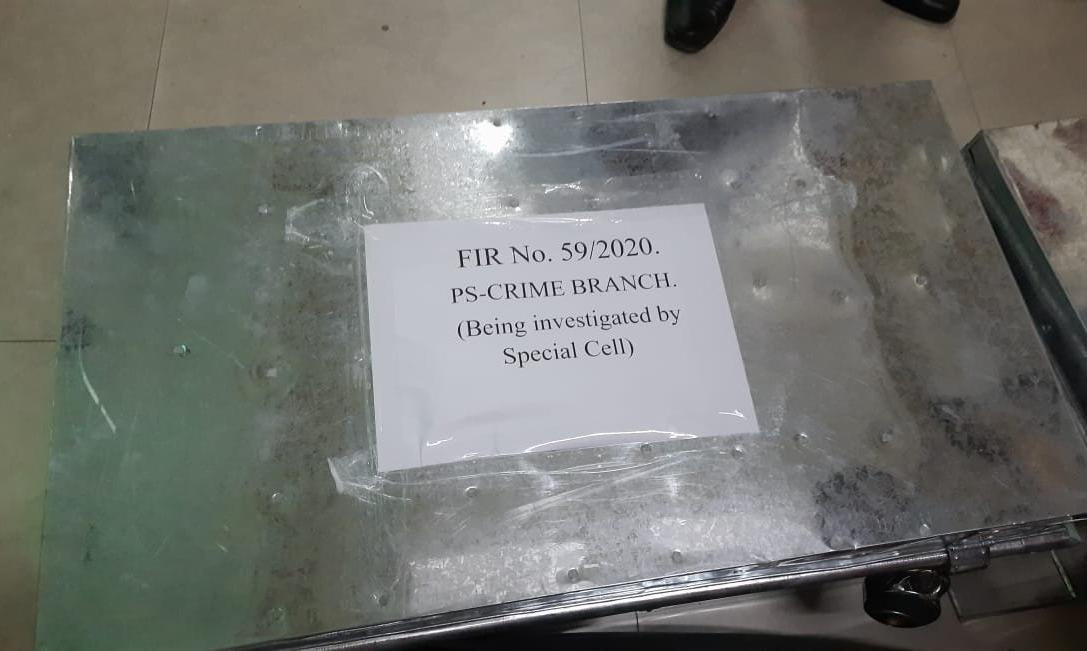 FIR No. 59/2020.
PS-CRIME BRANCH.
(Being investigated by
Special Cell)